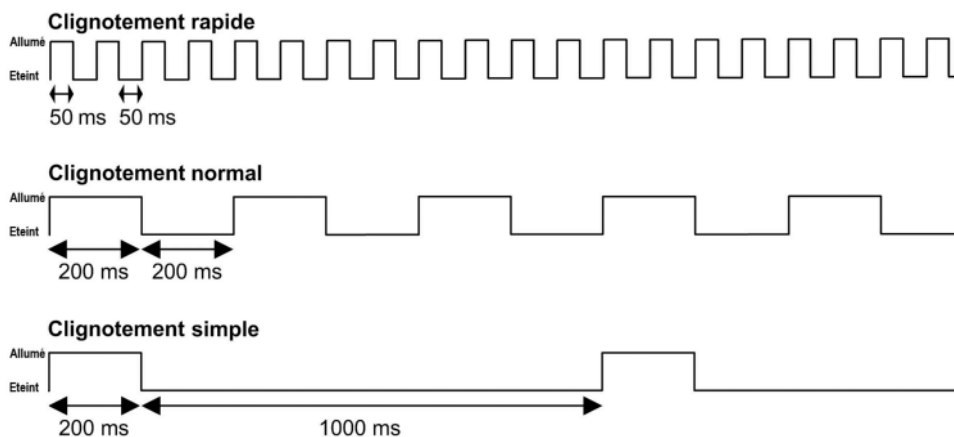 Clignotement rapide
Allumé
Eteint
50 ms 50 ms
Clignotement normal
Allumé
Eteint
200 ms 200 ms
Clignotement simple
Allumé
Eteint
200 ms 1000 ms